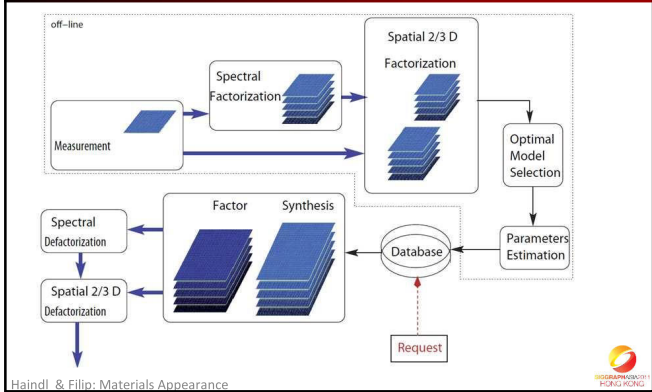 off-line
Spatial 2/3 D
Factorization
Spectral
Factorization
Measurement
Optimal
Model
Selection
Parameters
Estimation
Factor Synthesis
Spectral
Defactorization
Database
Spatial 2/3 D
Defactorization
Request
Haindl & Filip: Materials Appearance
HONG KONG